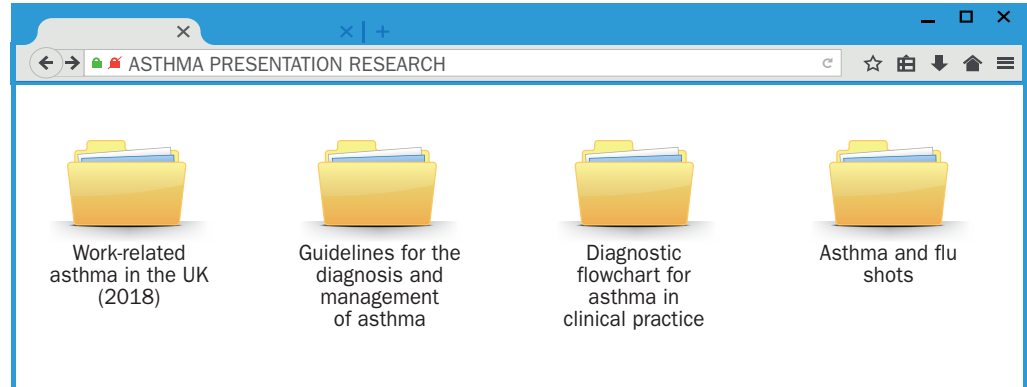 ASTHMA PRESENTATION RESEARCH
Work-related
asthma in the UK
(2018)
Guidelines for the
diagnosis and
management
of asthma
Diagnostic
flowchart for
asthma in
clinical practice
Asthma and flu
shots